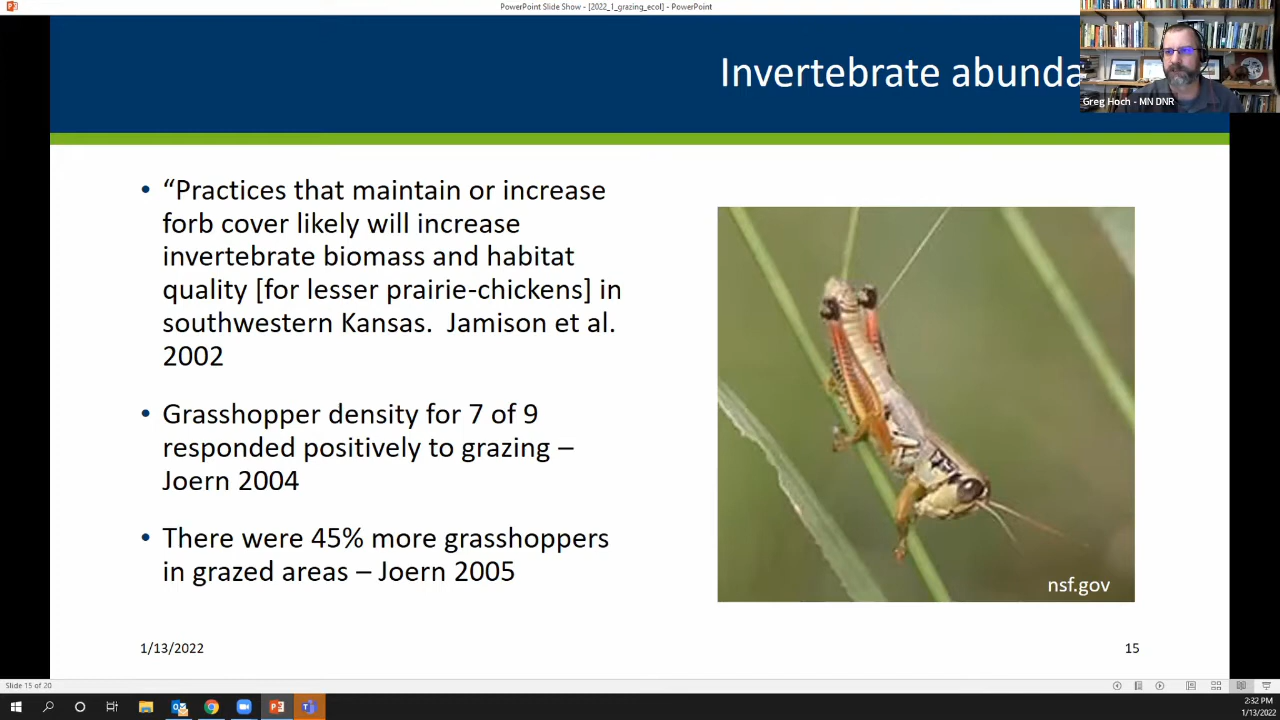 PowerPoint Slide Show - [2022_1_grazing_ecol] - PowerPoint
Invertebrate abunda
Greg Hoch - MN DNR
• “Practices that maintain or increase
forb cover likely will increase
invertebrate biomass and habitat
quality [for lesser prairie-chickens] in
southwestern Kansas.  Jamison et al.
2002
• Grasshopper density for 7 of 9
responded positively to grazing –
Joern 2004
• There were 45% more grasshoppers
in grazed areas – Joern 2005
nsf.gov
1/13/2022
15
Slide 15 of 20
2:32 PM
1/13/2022